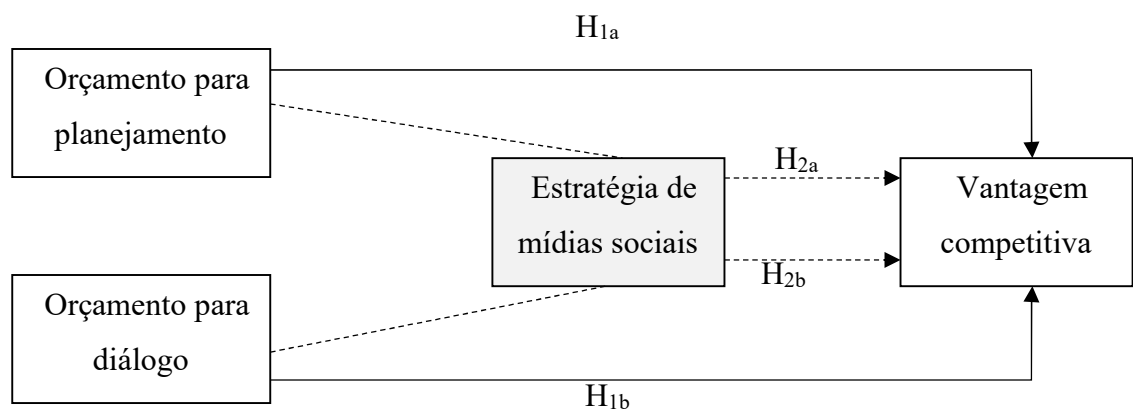 H1a
Orçamento para
planejamento
H2a
Estratégia de
mídias sociais
Vantagem
competitiva
H2b
Orçamento para
diálogo
H1b